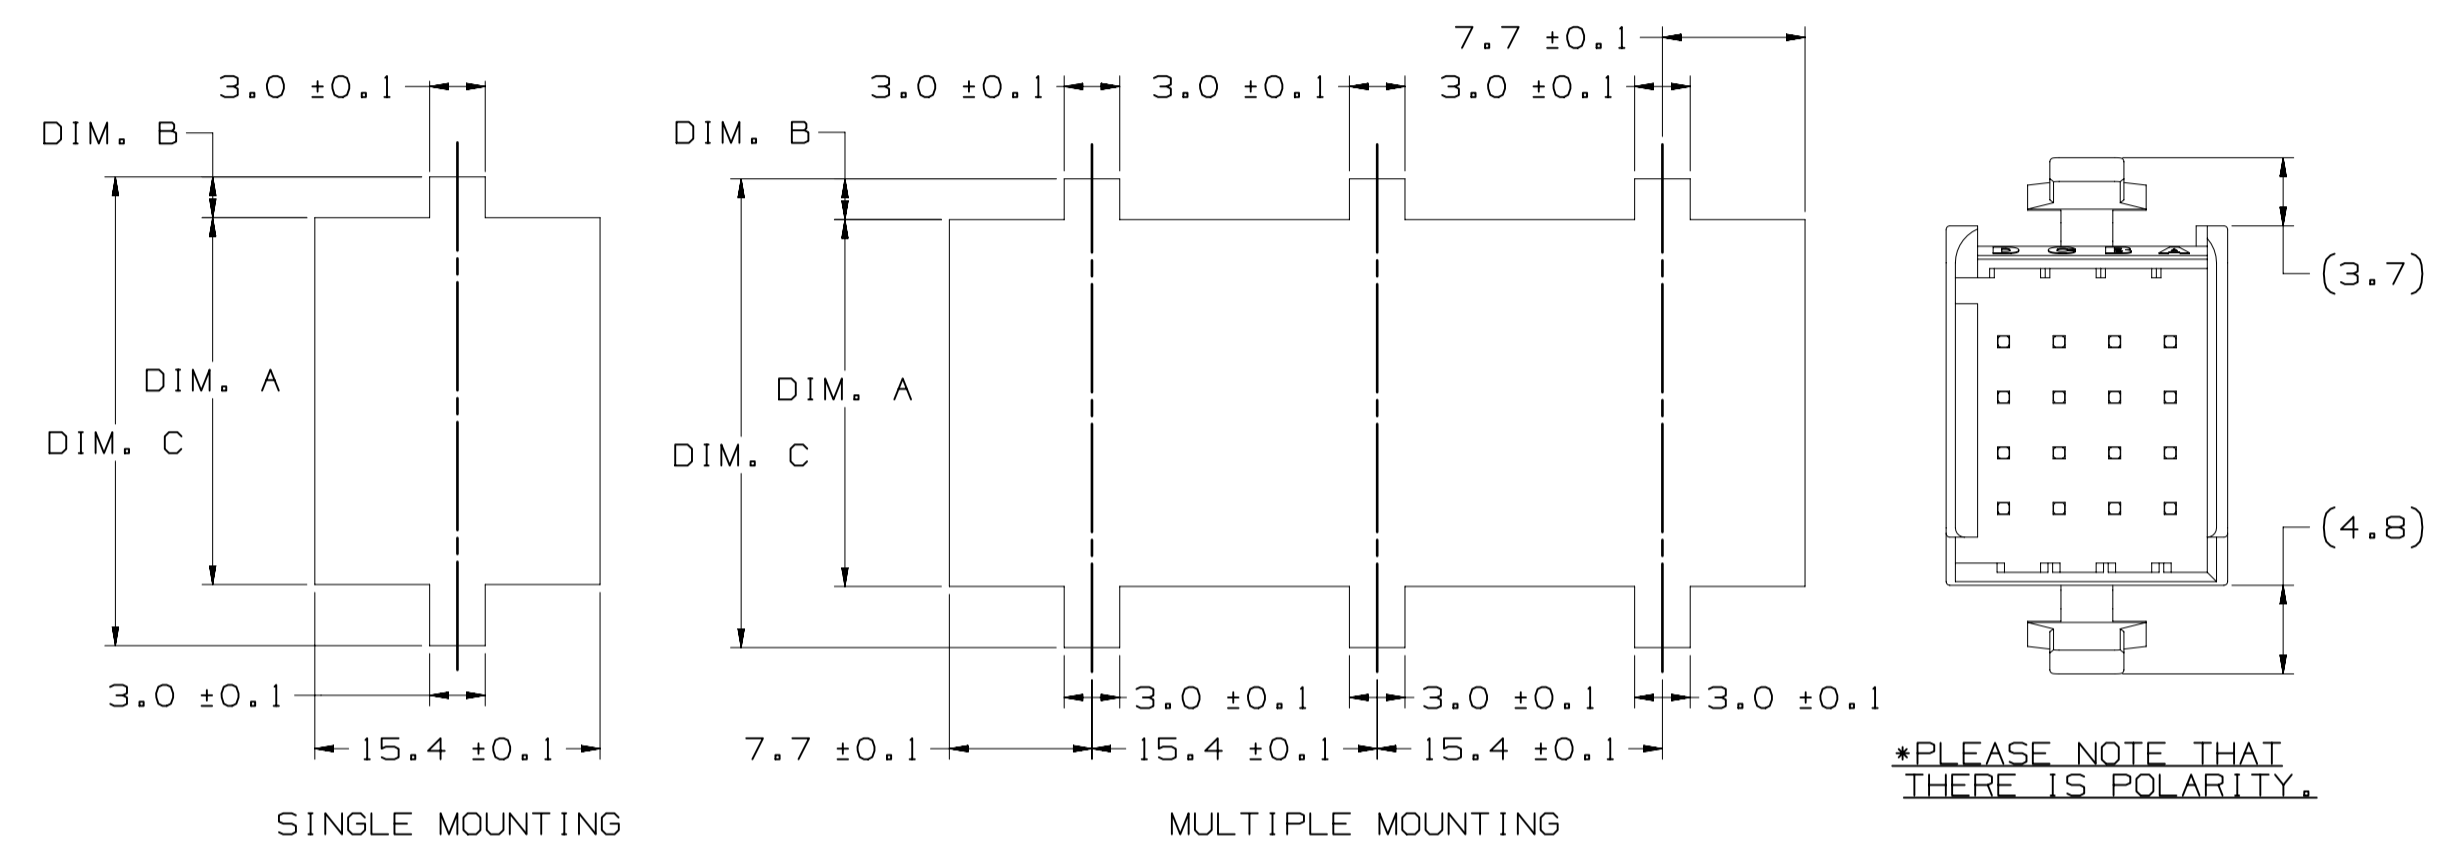 7.7 ±0.1
3.0 ±0.1
3.0 ±0.1
3.0 ±0.1
3.0 ±0.1
DIM. B
DIM. B
D C B A
(3.7)
DIM. A
DIM. A
DIM. C
DIM. C
(4.8)
3.0 ±0.1
3.0 ±0.1
3.0 ±0.1
3.0 ±0.1
15.4 ±0.1
7.7 ±0.1
15.4 ±0.1
15.4 ±0.1
*PLEASE NOTE THAT
THERE IS POLARITY.
SINGLE MOUNTING
MULTIPLE MOUNTING